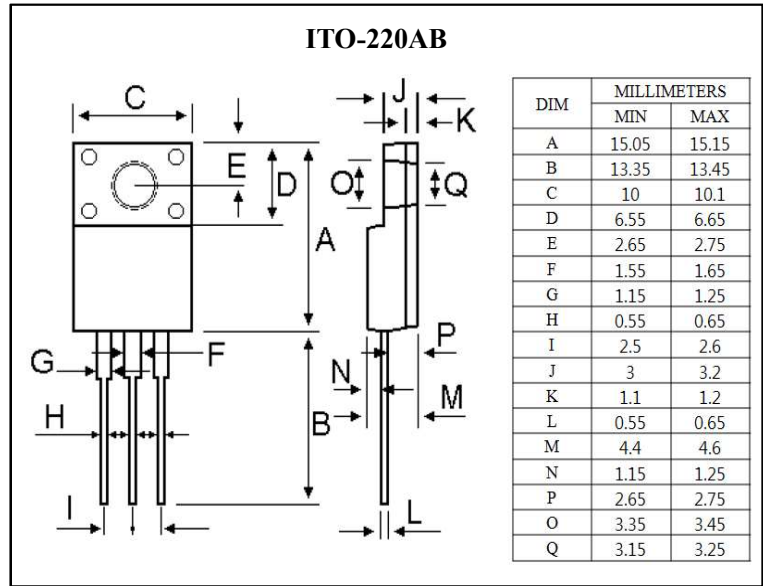 ITO-220AB
C
E
D
A
G
F
H
B
I
J
K
O
Q
P
N
M
L
DIM MILLIMETERS
MIN MAX
A 15.05 15.15
B 13.35 13.45
C 10 10.1
D 6.55 6.65
E 2.65 2.75
F 1.55 1.65
G 1.15 1.25
H 0.55 0.65
I 2.5 2.6
J 3 3.2
K 1.1 1.2
L 0.55 0.65
M 4.4 4.6
N 1.15 1.25
P 2.65 2.75
O 3.35 3.45
Q 3.15 3.25